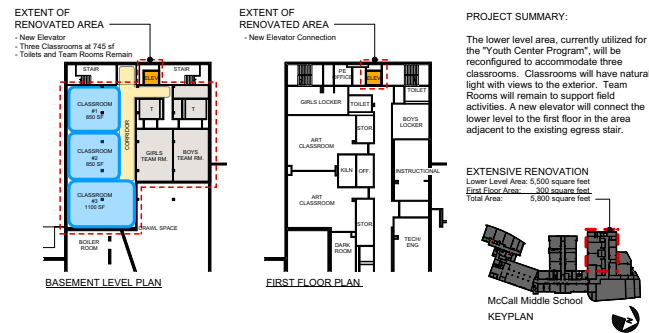 EXTENT OF
RENOVATED AREA
- New Elevator
- Three Classrooms at 745 sf
- Toilets and Team Rooms Remain
STAIR
STAIR
ELEV
CLASSROOM
#1
850 SF
CORRIDOR
T
T
CLASSROOM
#2
850 SF
GIRLS
TEAM RM.
BOYS
TEAM RM.
CLASSROOM
#3
1100 SF
CRAWL SPACE
BOILER
ROOM
BASEMENT LEVEL PLAN
EXTENT OF
RENOVATED AREA
- New Elevator Connection
PE
OFFICE
ELEV
TOILET
GIRLS LOCKER
TOILET
STOR.
BOYS
LOCKER
ART
CLASSROOM
KILN
OFF.
INSTRUCTIONAL
ART
CLASSROOM
STOR.
DARK
ROOM
TECH/
ENG
FIRST FLOOR PLAN
PROJECT SUMMARY:
The lower level area, currently utilized for
the "Youth Center Program", will be
reconfigured to accommodate three
classrooms. Classrooms will have natural
light with views to the exterior. Team
Rooms will remain to support field
activities. A new elevator will connect the
lower level to the first floor in the area
adjacent to the existing egress stair.
EXTENSIVE RENOVATION
Lower Level Area: 5,500 square feet
First Floor Area: 300 square feet
Total Area: 5,800 square feet
McCall Middle School
KEYPLAN
N